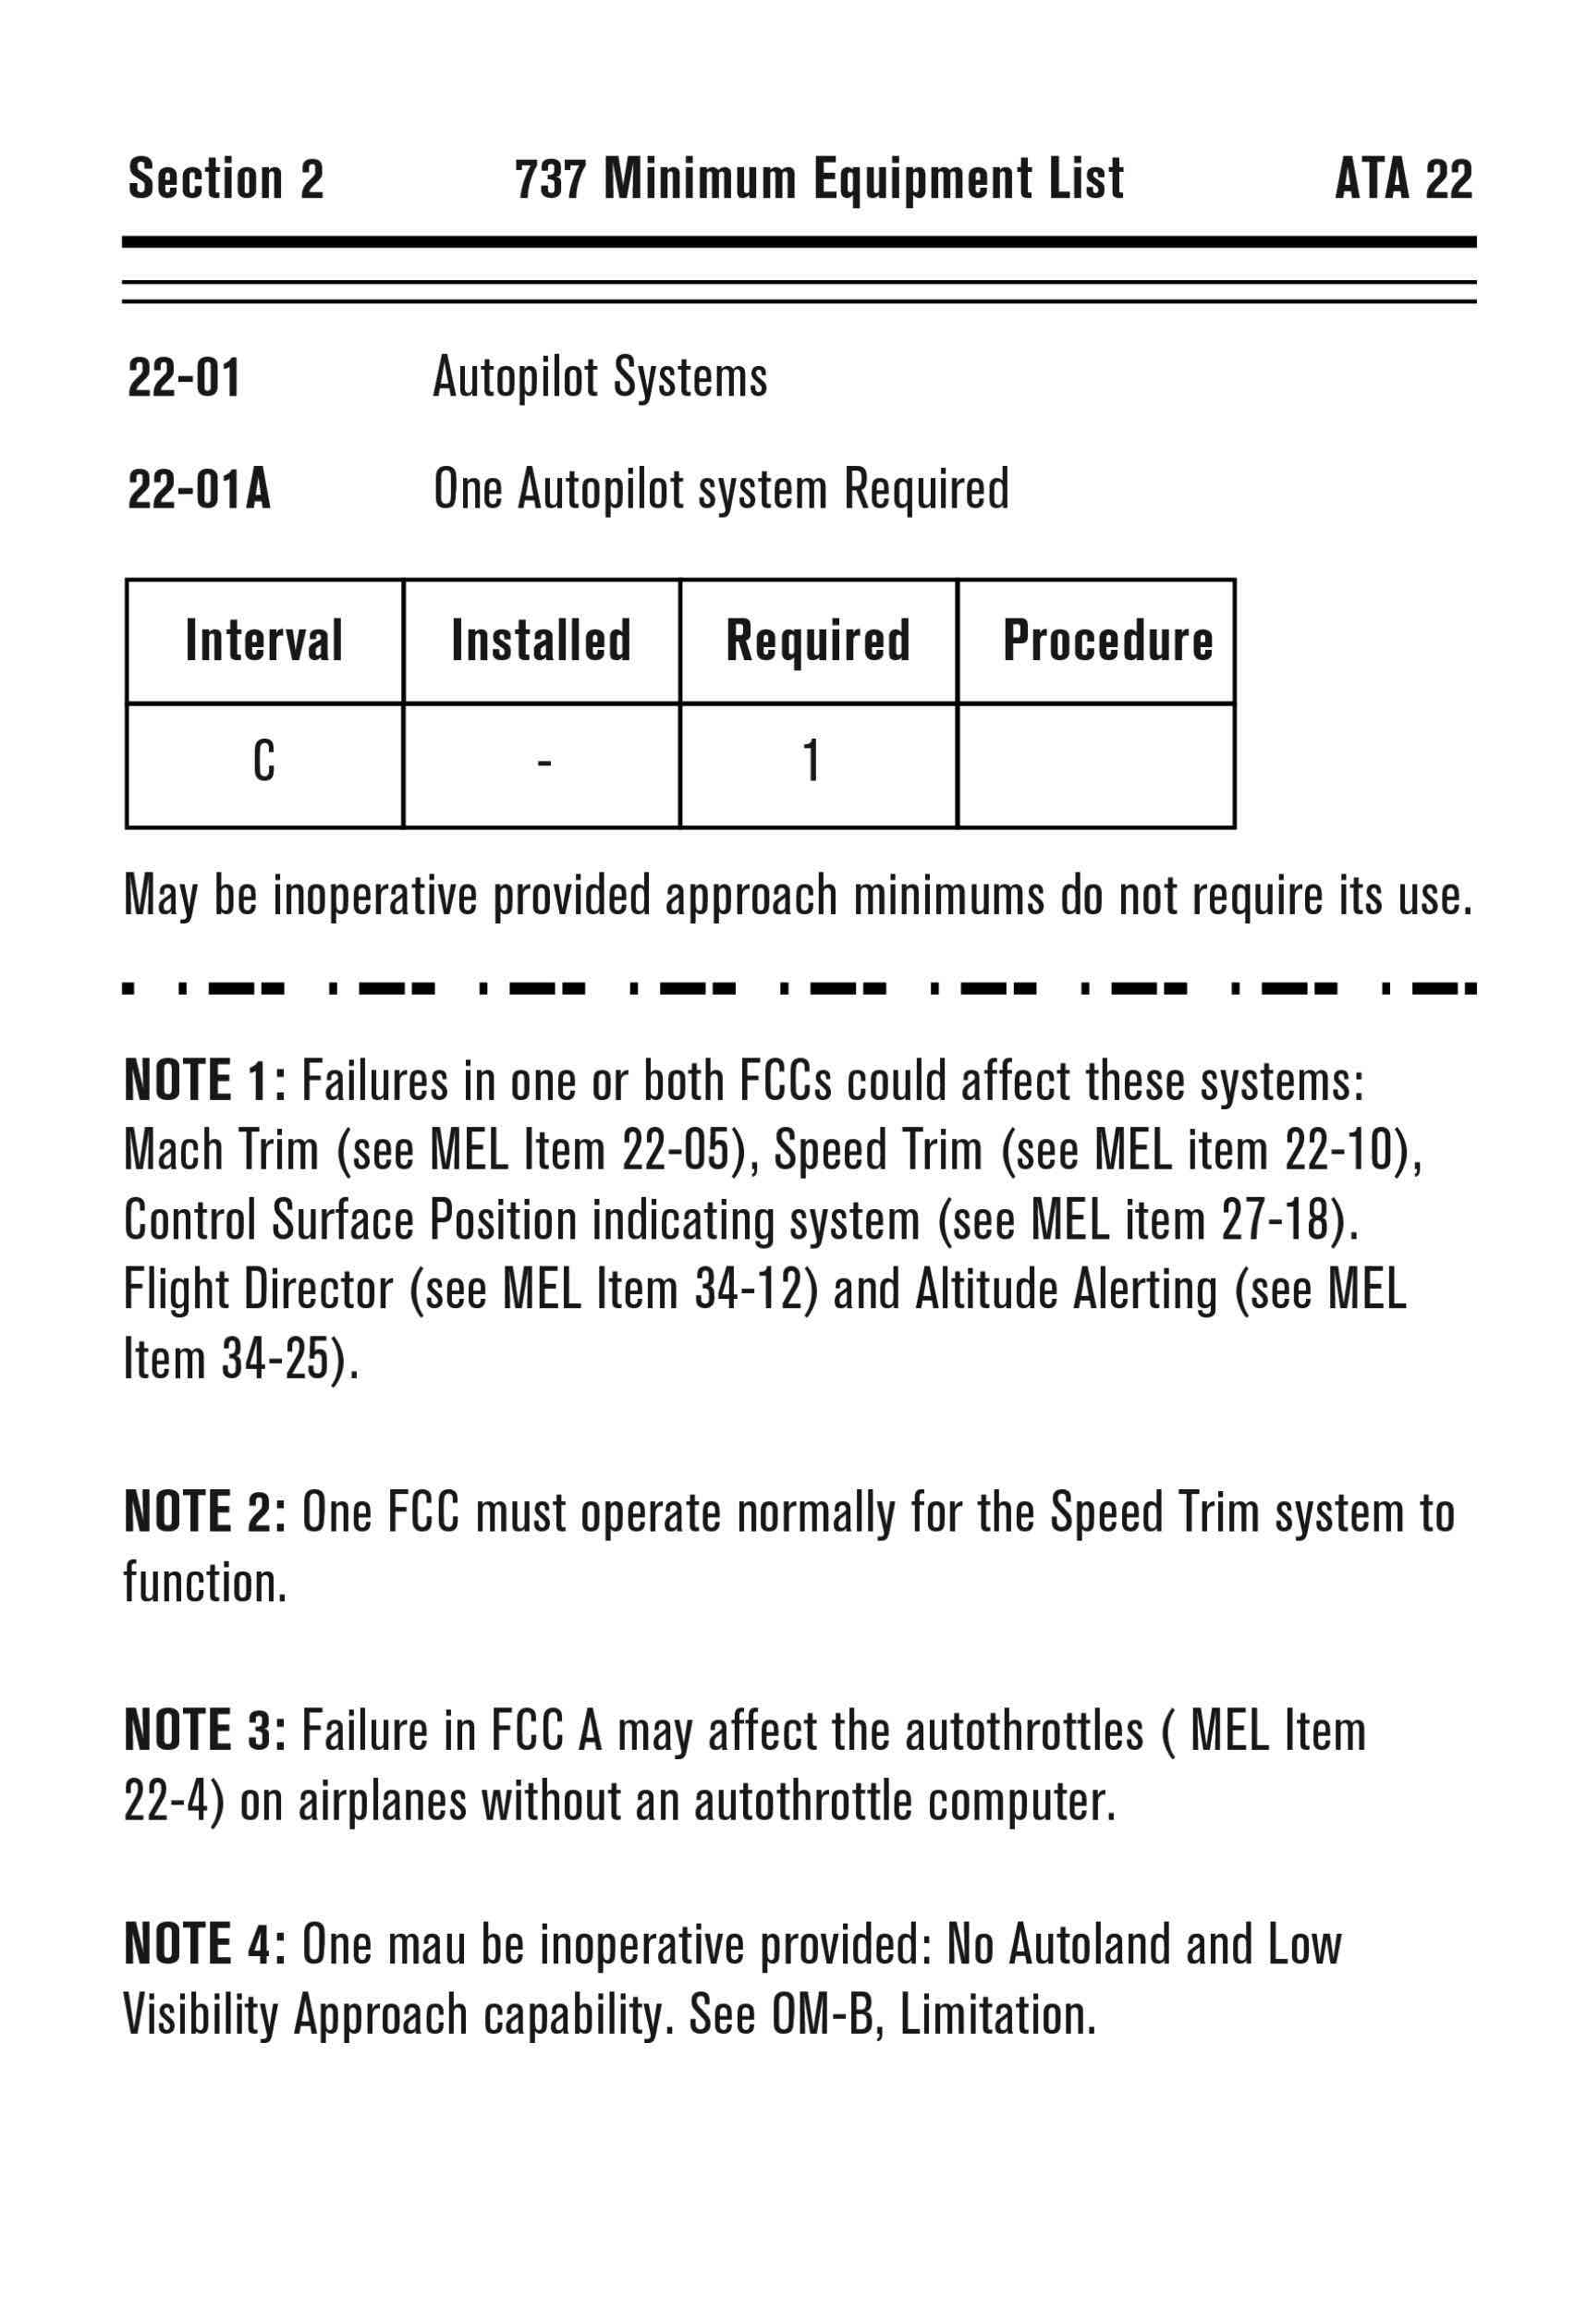 Section 2 737 Minimum Equipment List ATA 22
22-01 Autopilot Systems
22-01A One Autopilot system Required
Interval Installed Required Procedure
C - 1
May be inoperative provided approach minimums do not require its use.
NOTE 1: Failures in one or both FCCs could affect these systems:
Mach Trim (see MEL Item 22-05), Speed Trim (see MEL item 22-10),
Control Surface Position indicating system (see MEL item 27-18).
Flight Director (see MEL Item 34-12) and Altitude Alerting (see MEL
Item 34-25).
NOTE 2: One FCC must operate normally for the Speed Trim system to
function.
NOTE 3: Failure in FCC A may affect the autothrottles ( MEL Item
22-4) on airplanes without an autothrottle computer.
NOTE 4: One mau be inoperative provided: No Autoland and Low
Visibility Approach capability. See OM-B, Limitation.